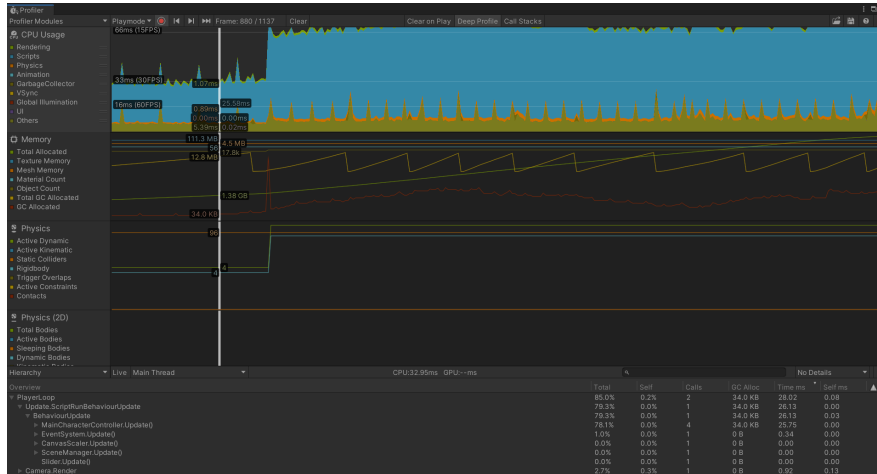 Profiler
Profiler Modules Playmode Frame: 880 / 1137 Clear Clear on Play Deep Profile Call Stacks
CPU Usage
Rendering
Scripts
Physics
Animation
GarbageCollector
VSync
Global Illumination
UI
Others
66ms (15FPS)
33ms (30FPS)
1.07ms
16ms (60FPS)
0.89ms 25.58ms
0.00ms 0.00ms
5.39ms 0.02ms
Memory
Total Allocated
Texture Memory
Mesh Memory
Material Count
Object Count
Total GC Allocated
GC Allocated
111.3 MB 4.5 MB
56 17.8k
12.8 MB
1.38 GB
34.0 KB
Physics
Active Dynamic
Active Kinematic
Static Colliders
Rigidbody
Trigger Overlaps
Active Constraints
Contacts
96
4
4
Physics (2D)
Total Bodies
Active Bodies
Sleeping Bodies
Dynamic Bodies
Hierarchy Live Main Thread CPU:32.95ms GPU:--ms No Details
Overview Total Self Calls GC Alloc Time ms Self ms
PlayerLoop 85.0% 0.2% 2 34.0 KB 28.02 0.08
Update.ScriptRunBehaviourUpdate 79.3% 0.0% 1 34.0 KB 26.13 0.00
BehaviourUpdate 79.3% 0.0% 1 34.0 KB 26.13 0.03
MainCharacterController.Update() 78.1% 0.0% 4 34.0 KB 25.75 0.00
EventSystem.Update() 1.0% 0.0% 1 0 B 0.34 0.00
CanvasScaler.Update() 0.0% 0.0% 1 0 B 0.00 0.00
SceneManager.Update() 0.0% 0.0% 1 0 B 0.00 0.00
Slider.Update() 0.0% 0.0% 1 0 B 0.00 0.00
Camera.Render 2.7% 0.3% 1 0 B 0.92 0.13